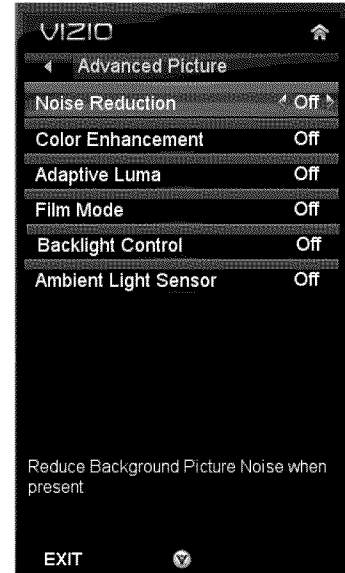 VIZIO
Advanced Picture
Noise Reduction Off
Color Enhancement Off
Adaptive Luma Off
Film Mode Off
Backlight Control Off
Ambient Light Sensor Off
Reduce Background Picture Noise when
present
EXIT